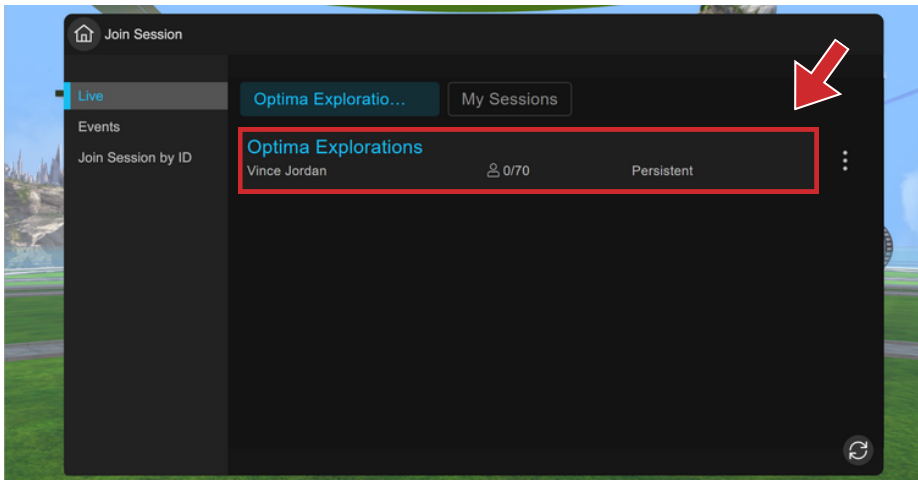 Join Session
Live
Events
Join Session by ID
Optima Exploratio...
My Sessions
Optima Explorations
Vince Jordan
0/70
Persistent